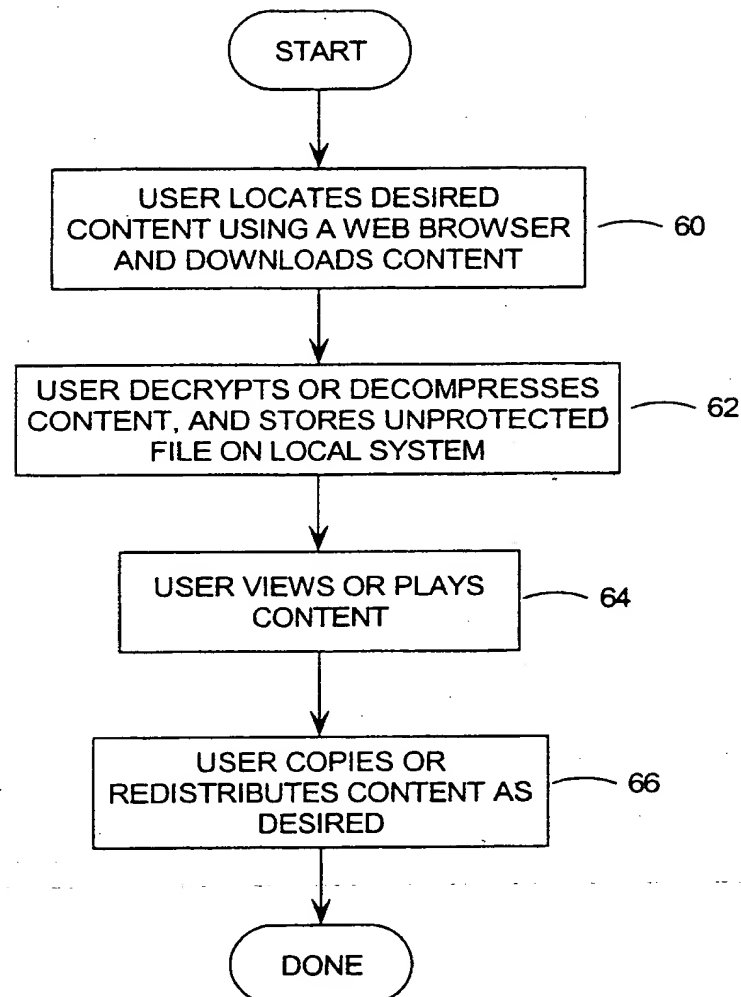 START
USER LOCATES DESIRED
CONTENT USING A WEB BROWSER
AND DOWNLOADS CONTENT
60
USER DECRYPTS OR DECOMPRESSES
CONTENT, AND STORES UNPROTECTED
FILE ON LOCAL SYSTEM
62
USER VIEWS OR PLAYS
CONTENT
64
USER COPIES OR
REDISTRIBUTES CONTENT AS
DESIRED
66
DONE